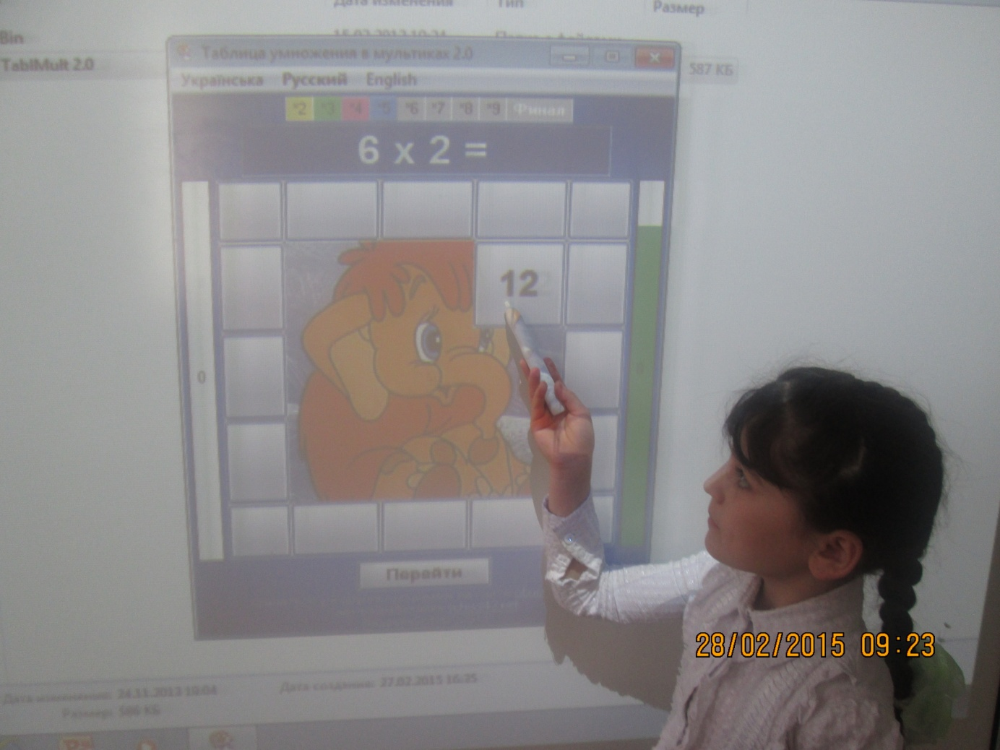 Дата изменения Тип Размер
Bin 15.02.2013 10:24 Папка с файлами
TablMult 2.0 587 КБ
Таблица умножения в мультиках 2.0
Українська Русский English
*2 *3 *4 *5 *6 *7 *8 *9 Финал
6 x 2 =
12
0
Перайти
28/02/2015 09:23
Дата изменения: 24.11.2013 10:04 Дата создания: 27.02.2015 16:25
Размер: 586 КБ